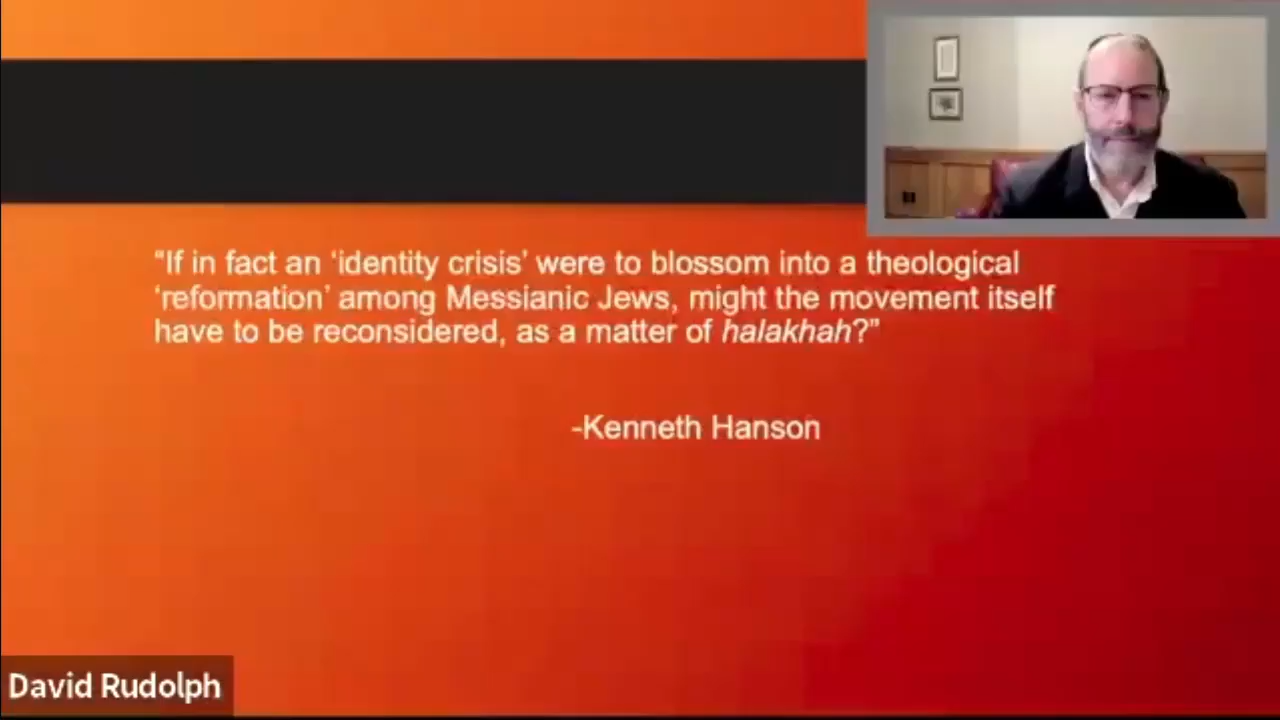 “If in fact an ‘identity crisis’ were to blossom into a theological
‘reformation’ among Messianic Jews, might the movement itself
have to be reconsidered, as a matter of halakhah?”
-Kenneth Hanson
David Rudolph